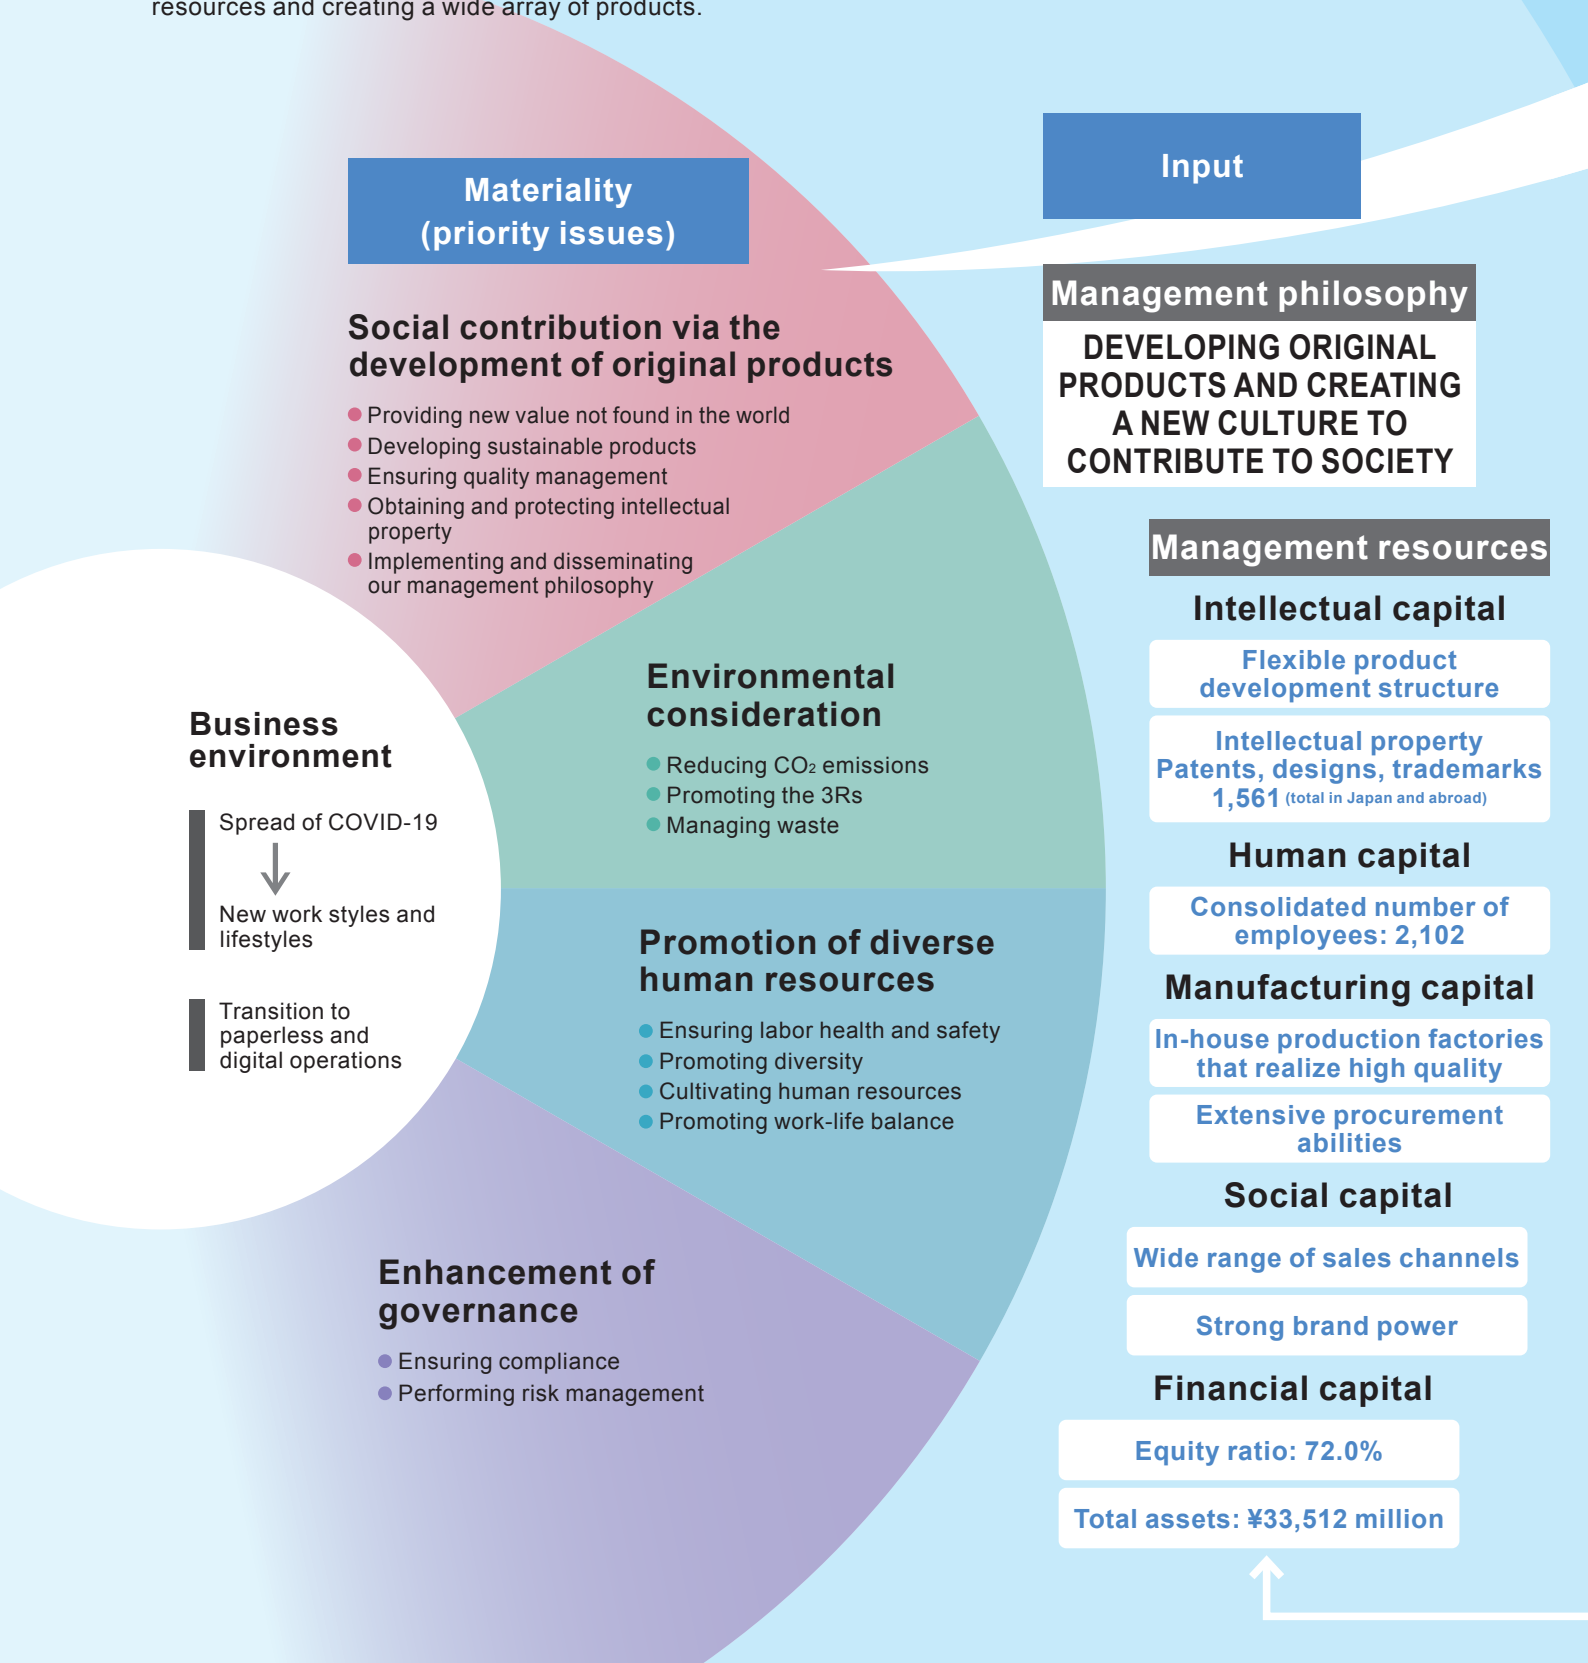 resources and creating a wide array of products.
Materiality
(priority issues)
Social contribution via the
development of original products
Providing new value not found in the world
Developing sustainable products
Ensuring quality management
Obtaining and protecting intellectual
property
Implementing and disseminating
our management philosophy
Business
environment
Spread of COVID-19
New work styles and
lifestyles
Transition to
paperless and
digital operations
Environmental
consideration
Reducing CO₂ emissions
Promoting the 3Rs
Managing waste
Promotion of diverse
human resources
Ensuring labor health and safety
Promoting diversity
Cultivating human resources
Promoting work-life balance
Enhancement of
governance
Ensuring compliance
Performing risk management
Input
Management philosophy
DEVELOPING ORIGINAL
PRODUCTS AND CREATING
A NEW CULTURE TO
CONTRIBUTE TO SOCIETY
Management resources
Intellectual capital
Flexible product
development structure
Intellectual property
Patents, designs, trademarks
1,561 (total in Japan and abroad)
Human capital
Consolidated number of
employees: 2,102
Manufacturing capital
In-house production factories
that realize high quality
Extensive procurement
abilities
Social capital
Wide range of sales channels
Strong brand power
Financial capital
Equity ratio: 72.0%
Total assets: ¥33,512 million